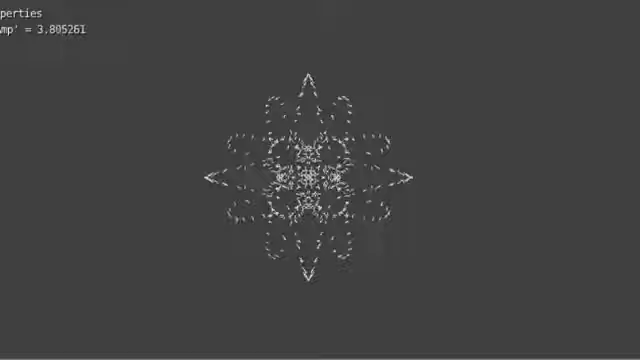 perties
mp' = 3.805261